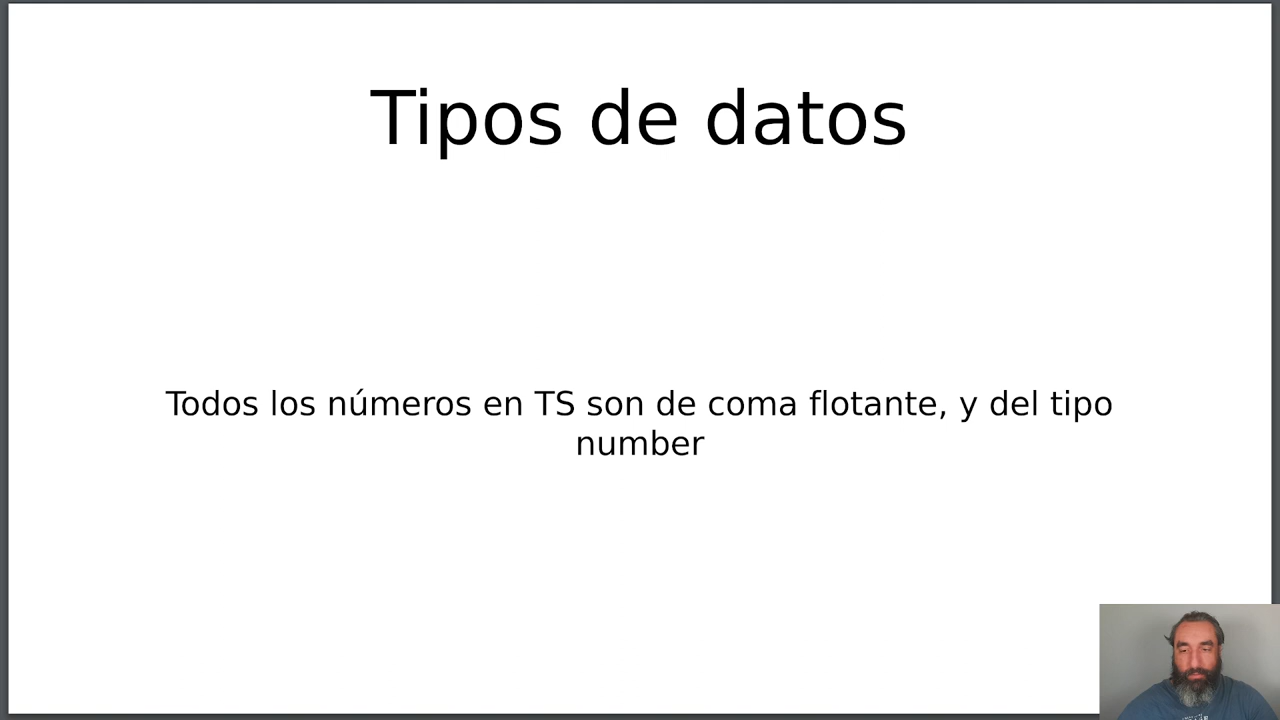 Tipos de datos
Todos los números en TS son de coma flotante, y del tipo
number